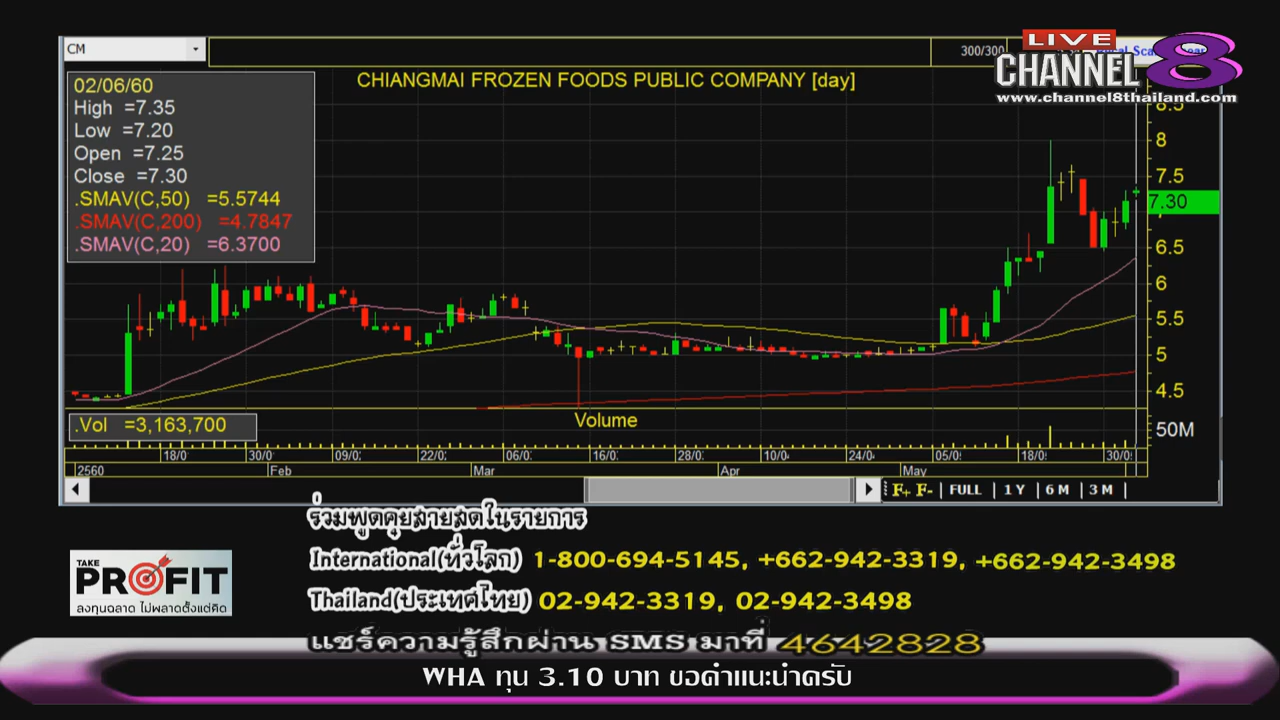 CM
300/300
LIVE
CHANNEL 8
www.channel8thailand.com
CHIANGMAI FROZEN FOODS PUBLIC COMPANY [day]
02/06/60
High =7.35
Low =7.20
Open =7.25
Close =7.30
.SMAV(C,50) =5.5744
.SMAV(C,200) =4.7847
.SMAV(C,20) =6.3700
8.5
8
7.5
7.30
6.5
6
5.5
5
4.5
.Vol =3,163,700
Volume
50M
18/0 30/0 09/0 22/0 06/0 16/0 28/0 10/0 24/0 05/0 18/0 30/0
2560 Feb Mar Apr May
F+ F- FULL 1 Y 6 M 3 M
ร่วมพูดคุยสายสดในรายการ
International(ทั่วโลก) 1-800-694-5145, +662-942-3319, +662-942-3498
TAKE PROFIT
ลงทุนฉลาด ไม่พลาดตั้งแต่คิด
Thailand(ประเทศไทย) 02-942-3319, 02-942-3498
แชร์ความรู้สึกผ่าน SMS มาที่ 4642828
WHA ทุน 3.10 บาท ขอคำแนะนำครับ